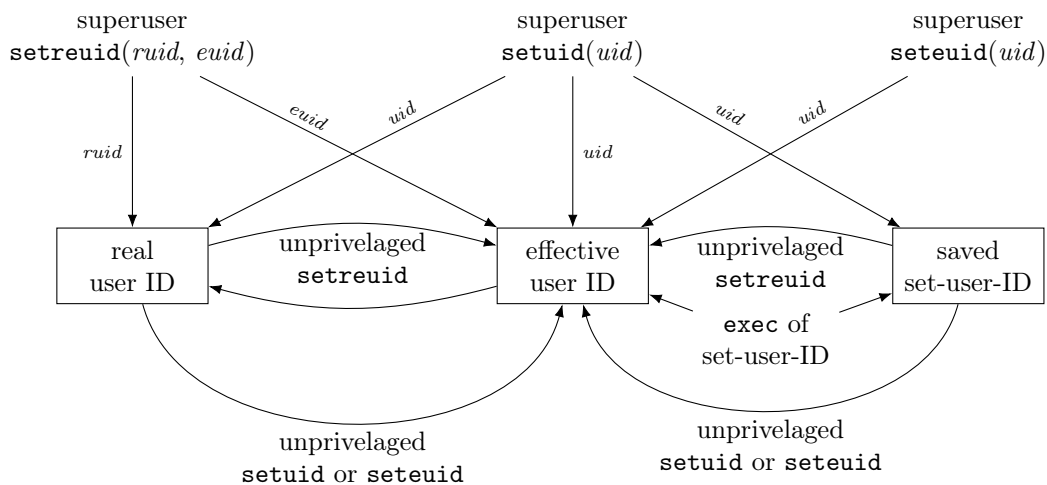 superuser
setreuid(ruid, euid)
superuser
setuid(uid)
superuser
seteuid(uid)
ruid
euid
uid
uid
uid
uid
real
user ID
unprivelaged
setreuid
effective
user ID
unprivelaged
setreuid
saved
set-user-ID
exec of
set-user-ID
unprivelaged
setuid or seteuid
unprivelaged
setuid or seteuid